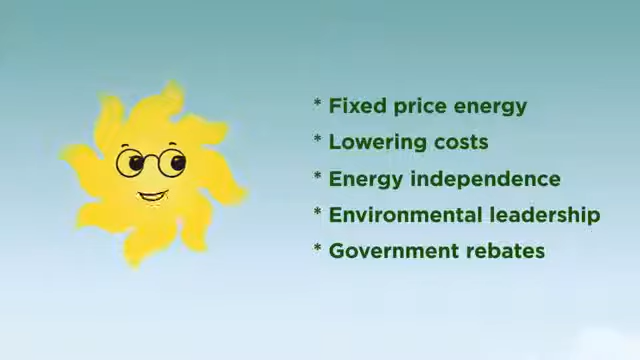 * Fixed price energy
* Lowering costs
* Energy independence
* Environmental leadership
* Government rebates